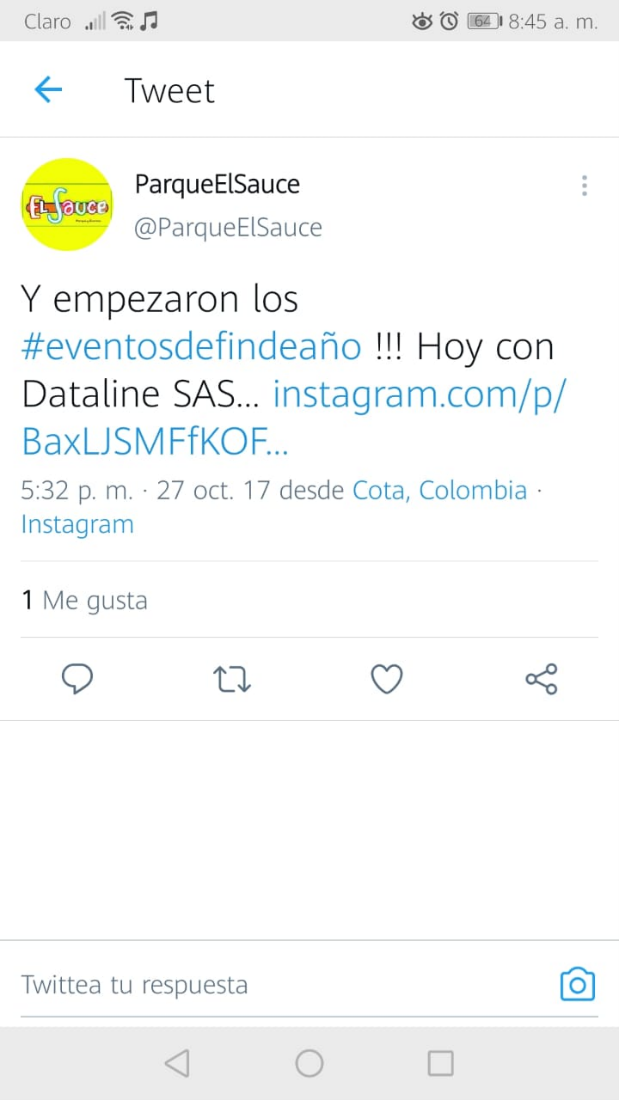 Claro 64 8:45 a. m.
Tweet
EL Sauce
ParqueElSauce
@ParqueElSauce
Y empezaron los
#eventosdefindeaño !!! Hoy con
Dataline SAS... instagram.com/p/
BaxLJSMFfKOF...
5:32 p. m. · 27 oct. 17 desde Cota, Colombia ·
Instagram
1 Me gusta
Twittea tu respuesta